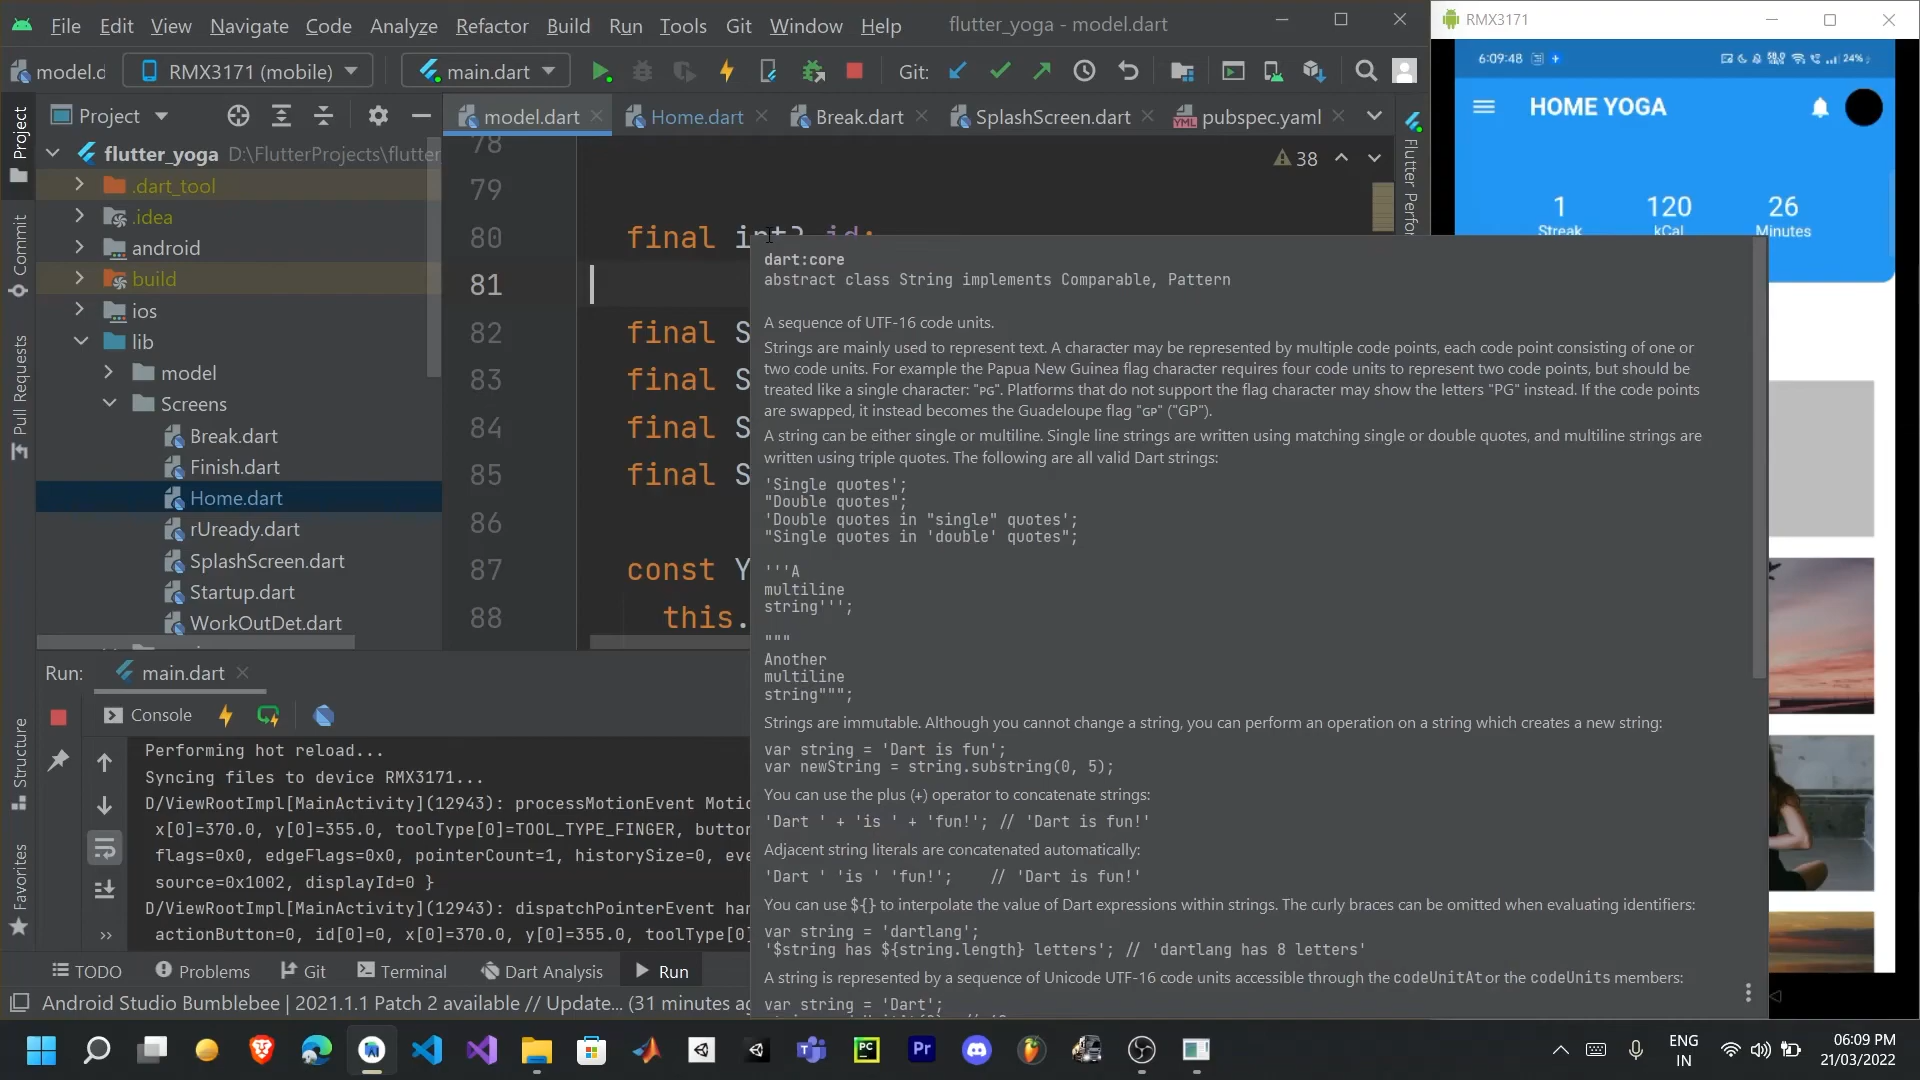 File Edit View Navigate Code Analyze Refactor Build Run Tools Git Window Help flutter_yoga - model.dart
RMX3171
model.d RMX3171 (mobile) main.dart Git:
Project
model.dart Home.dart Break.dart SplashScreen.dart pubspec.yaml
flutter_yoga D:\FlutterProjects\flutter
.dart_tool
.idea
android
build
ios
lib
model
Screens
Break.dart
Finish.dart
Home.dart
rUready.dart
SplashScreen.dart
Startup.dart
WorkOutDet.dart
Project
Commit
Pull Requests
Structure
Favorites
78
79
80 final int? id;
81
82 final S
83 final S
84 final S
85 final S
86
87 const Y
88 this.
38
Flutter Perfo
dart:core
abstract class String implements Comparable, Pattern
A sequence of UTF-16 code units.
Strings are mainly used to represent text. A character may be represented by multiple code points, each code point consisting of one or
two code units. For example the Papua New Guinea flag character requires four code units to represent two code points, but should be
treated like a single character: "PG". Platforms that do not support the flag character may show the letters "PG" instead. If the code points
are swapped, it instead becomes the Guadeloupe flag "GP" ("GP").
A string can be either single or multiline. Single line strings are written using matching single or double quotes, and multiline strings are
written using triple quotes. The following are all valid Dart strings:
'Single quotes';
"Double quotes";
'Double quotes in "single" quotes';
"Single quotes in 'double' quotes";
'''A
multiline
string''';
"""
Another
multiline
string""";
Strings are immutable. Although you cannot change a string, you can perform an operation on a string which creates a new string:
var string = 'Dart is fun';
var newString = string.substring(0, 5);
You can use the plus (+) operator to concatenate strings:
'Dart ' + 'is ' + 'fun!'; // 'Dart is fun!'
Adjacent string literals are concatenated automatically:
'Dart ' 'is ' 'fun!'; // 'Dart is fun!'
You can use ${} to interpolate the value of Dart expressions within strings. The curly braces can be omitted when evaluating identifiers:
var string = 'dartlang';
'$string has ${string.length} letters'; // 'dartlang has 8 letters'
A string is represented by a sequence of Unicode UTF-16 code units accessible through the codeUnitAt or the codeUnits members:
var string = 'Dart';
6:09:48 24%
HOME YOGA
1 120 26
Streak kCal Minutes
Run: main.dart
Console
Performing hot reload...
Syncing files to device RMX3171...
D/ViewRootImpl[MainActivity](12943): processMotionEvent Motio
x[0]=370.0, y[0]=355.0, toolType[0]=TOOL_TYPE_FINGER, button
flags=0x0, edgeFlags=0x0, pointerCount=1, historySize=0, eve
source=0x1002, displayId=0 }
D/ViewRootImpl[MainActivity](12943): dispatchPointerEvent han
actionButton=0, id[0]=0, x[0]=370.0, y[0]=355.0, toolType[0]
TODO Problems Git Terminal Dart Analysis Run
Android Studio Bumblebee | 2021.1.1 Patch 2 available // Update... (31 minutes ag
ENG
IN
06:09 PM
21/03/2022